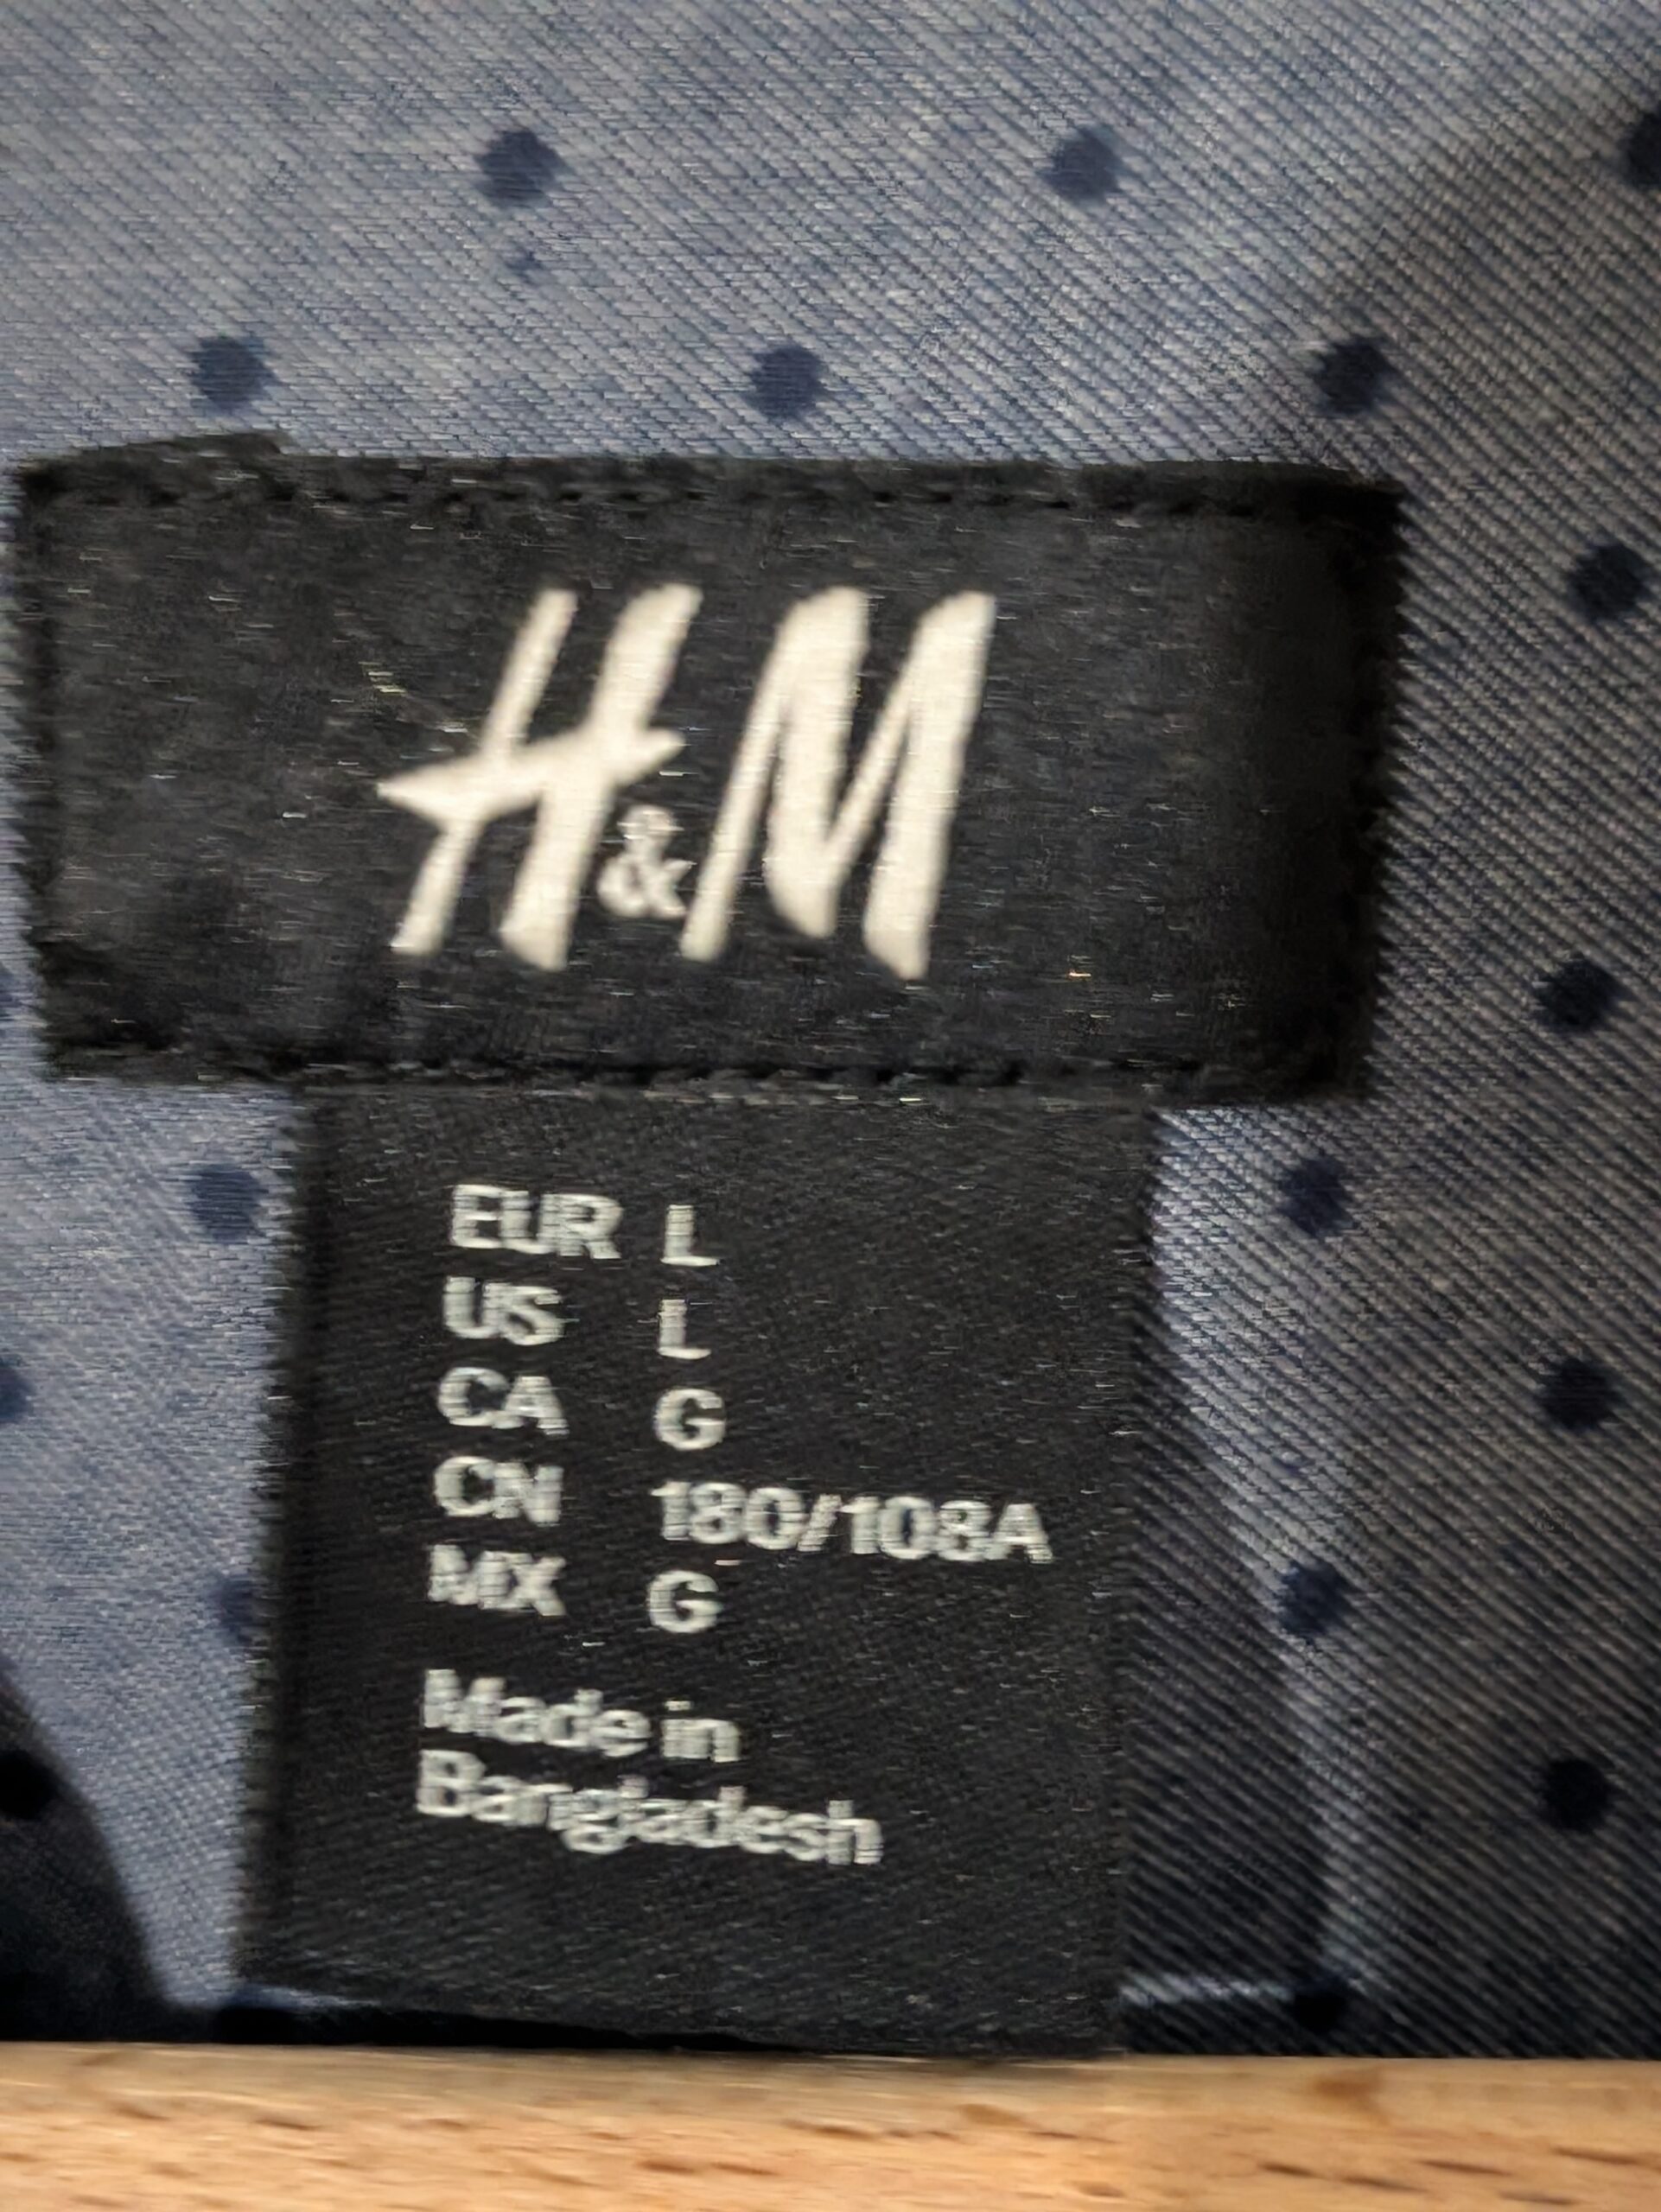 H&M
EUR L
US L
CA G
CN 180/108A
MX G
Made in
Bangladesh